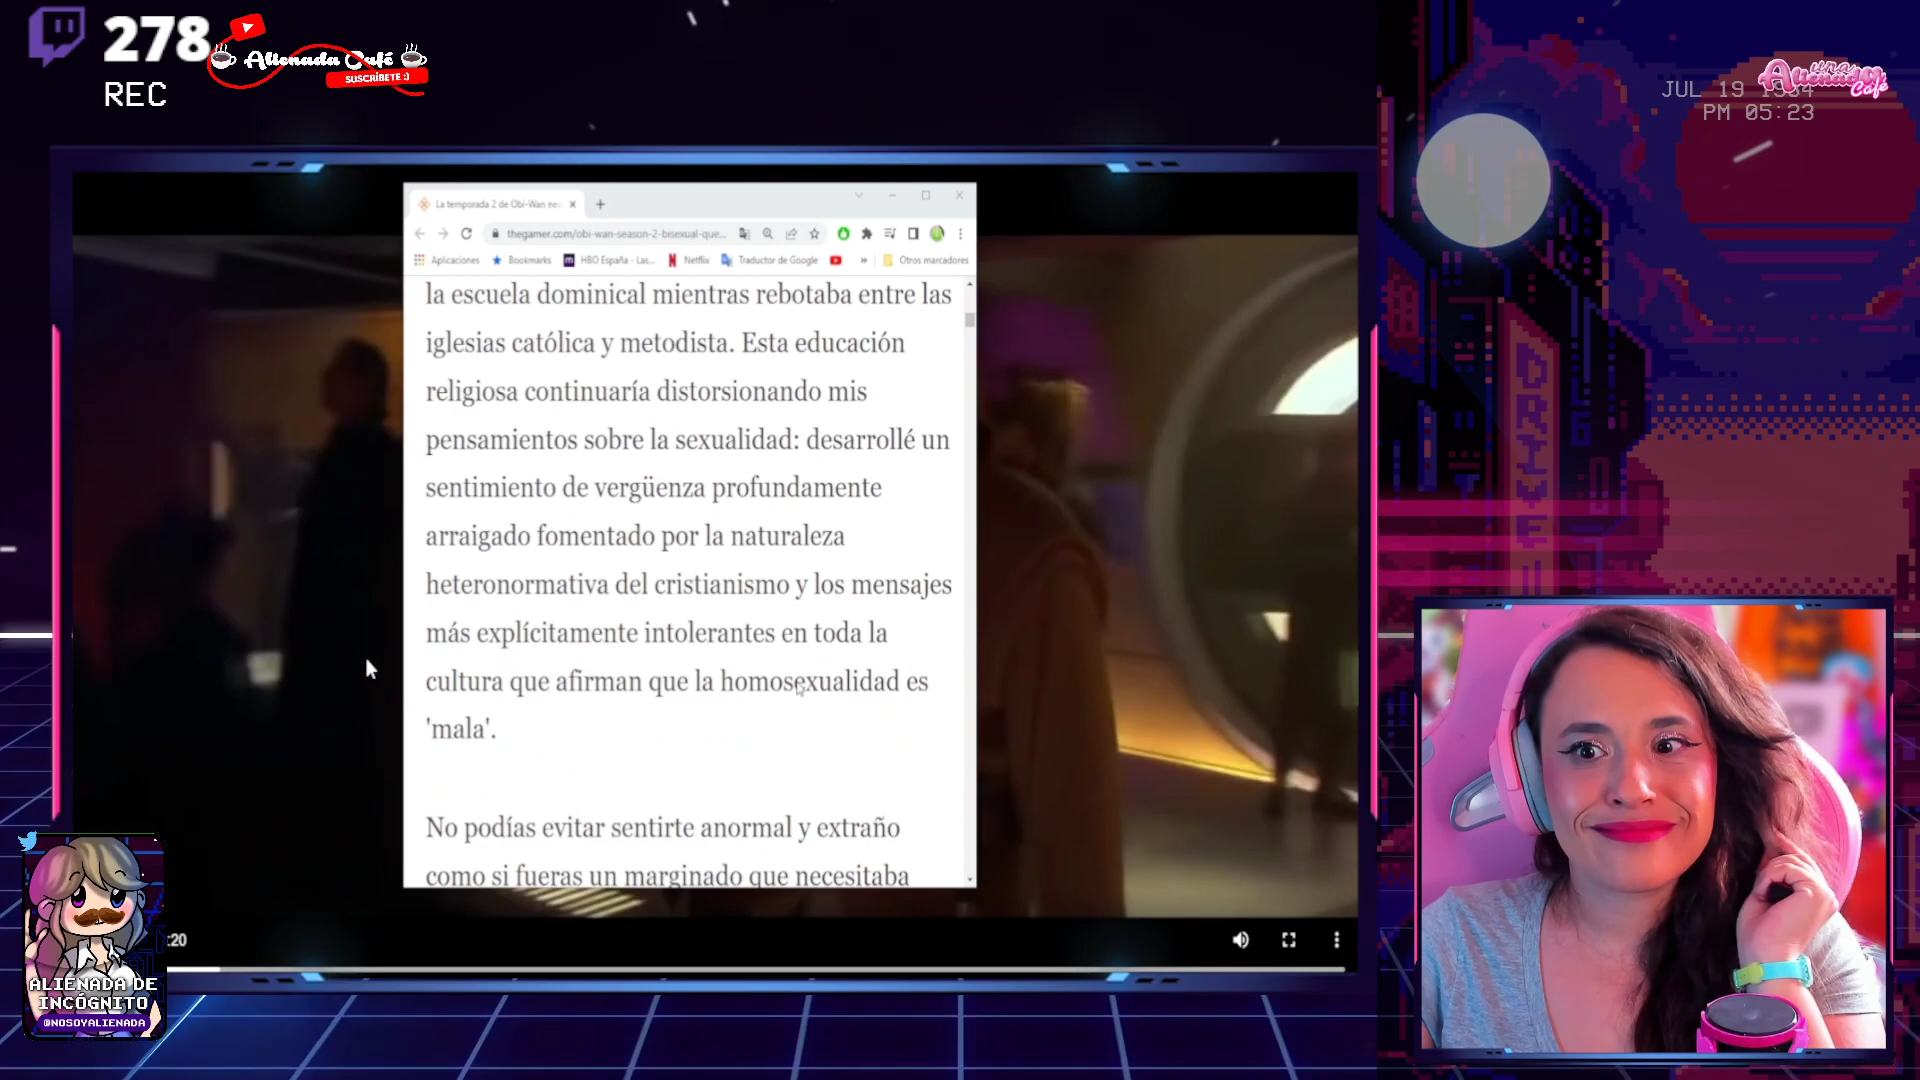 278
REC
Alienada Café
SUSCRÍBETE :)
una
Alienada
Café
JUL 19
PM 05:23
La temporada 2 de Obi-Wan nec
thegamer.com/obi-wan-season-2-bisexual-que...
Aplicaciones
Bookmarks
HBO España - Las...
Netflix
Traductor de Google
»
Otros marcadores
la escuela dominical mientras rebotaba entre las
iglesias católica y metodista. Esta educación
religiosa continuaría distorsionando mis
pensamientos sobre la sexualidad: desarrollé un
sentimiento de vergüenza profundamente
arraigado fomentado por la naturaleza
heteronormativa del cristianismo y los mensajes
más explícitamente intolerantes en toda la
cultura que afirman que la homosexualidad es
'mala'.
No podías evitar sentirte anormal y extraño
como si fueras un marginado que necesitaba
:20
DRIVE
ALIENADA DE
INCÓGNITO
@NOSOYALIENADA